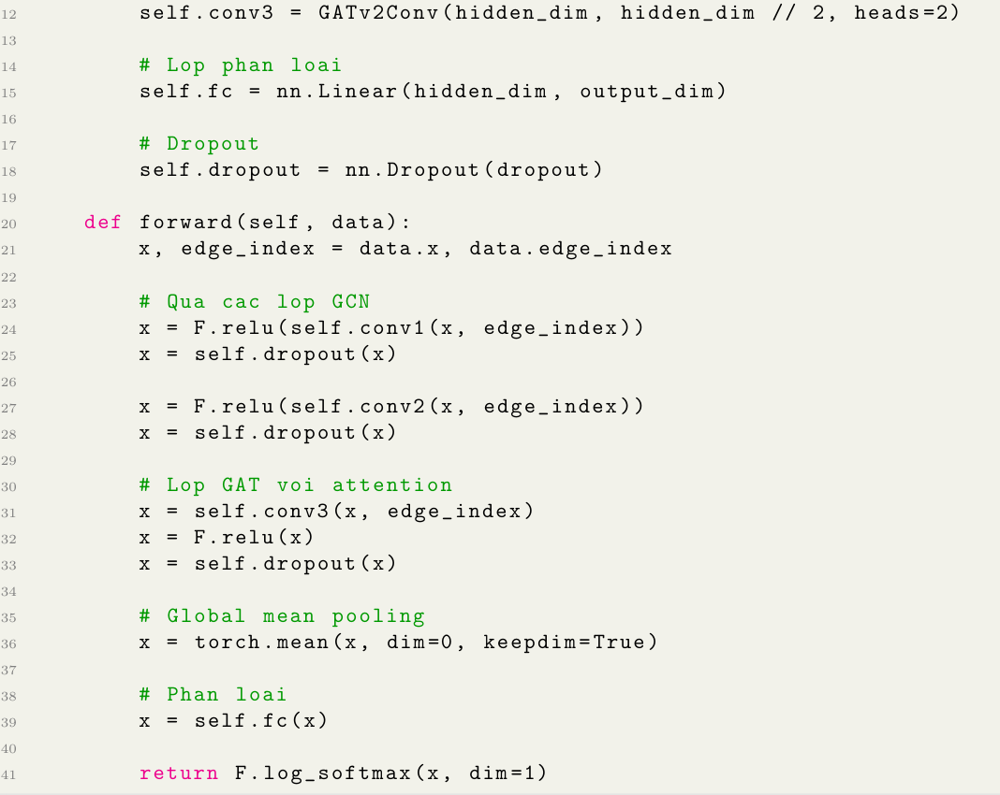 12 self.conv3 = GATv2Conv(hidden_dim, hidden_dim // 2, heads=2)
13
14 # Lop phan loai
15 self.fc = nn.Linear(hidden_dim, output_dim)
16
17 # Dropout
18 self.dropout = nn.Dropout(dropout)
19
20 def forward(self, data):
21 x, edge_index = data.x, data.edge_index
22
23 # Qua cac lop GCN
24 x = F.relu(self.conv1(x, edge_index))
25 x = self.dropout(x)
26
27 x = F.relu(self.conv2(x, edge_index))
28 x = self.dropout(x)
29
30 # Lop GAT voi attention
31 x = self.conv3(x, edge_index)
32 x = F.relu(x)
33 x = self.dropout(x)
34
35 # Global mean pooling
36 x = torch.mean(x, dim=0, keepdim=True)
37
38 # Phan loai
39 x = self.fc(x)
40
41 return F.log_softmax(x, dim=1)